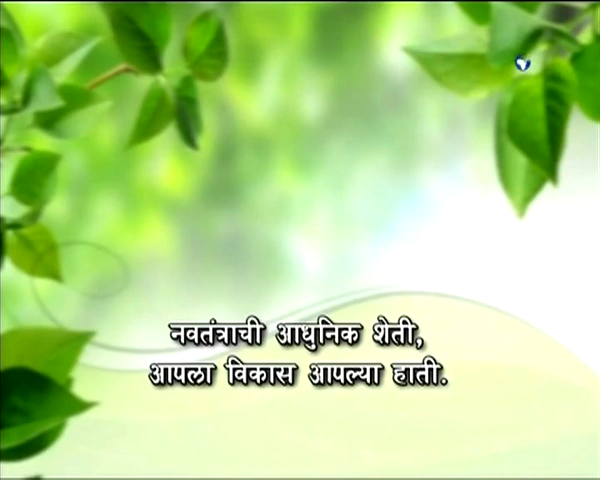 नवतंत्राची आधुनिक शेती,
आपला विकास आपल्या हाती.